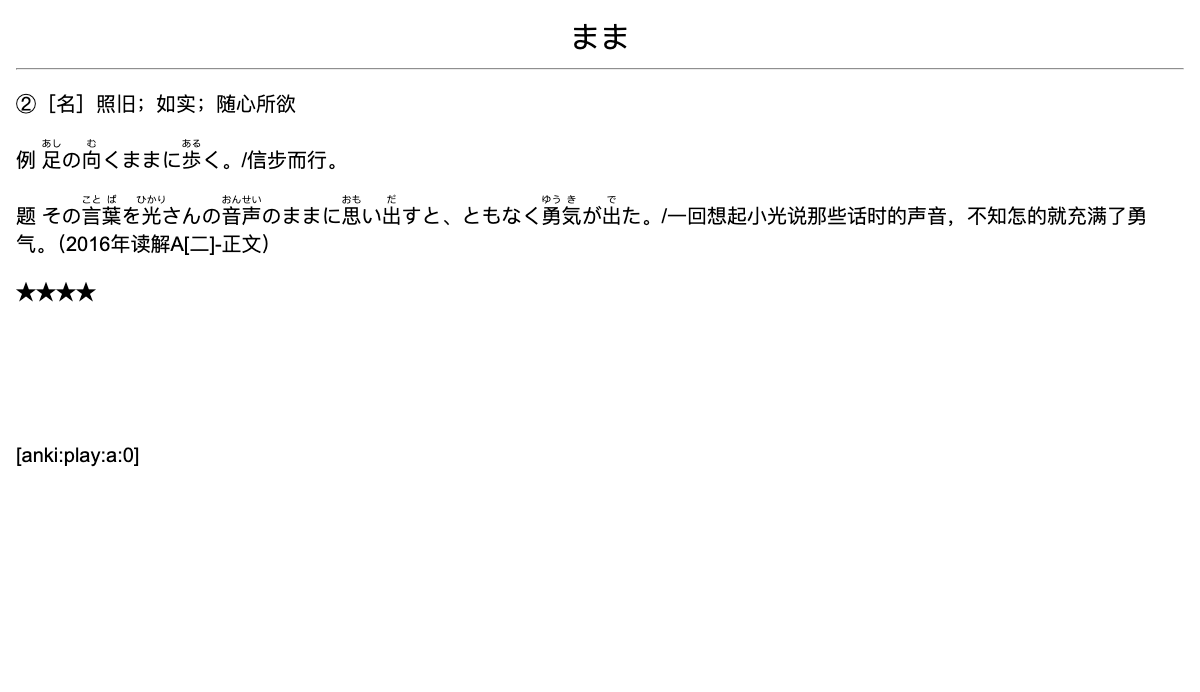 まま
②［名］照旧；如实；随心所欲
あし む ある
例 足の向くままに歩く。/信步而行。
こと ば ひかり おんせい おも だ ゆう き で
题 その言葉を光さんの音声のままに思い出すと、ともなく勇気が出た。/一回想起小光说那些话时的声音，不知怎的就充满了勇
气。（2016年读解A[二]-正文）
★★★★
[anki:play:a:0]